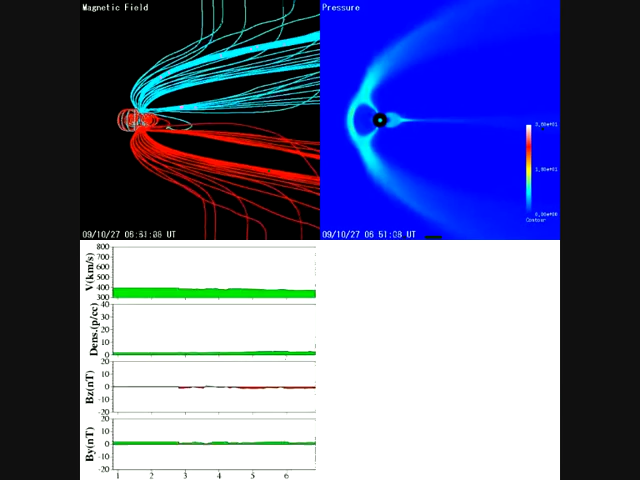 Magnetic Field
Pressure
3.00e+01
1.80e+01
0.00e+00
Contour
09/10/27 06:51:08 UT
09/10/27 06 51:08 UT
V(km/s)
800
700
600
500
400
300
Dens.(p/cc)
40
30
20
10
0
Bz(nT)
20
10
0
-10
-20
By(nT)
20
10
0
-10
-20
1 2 3 4 5 6